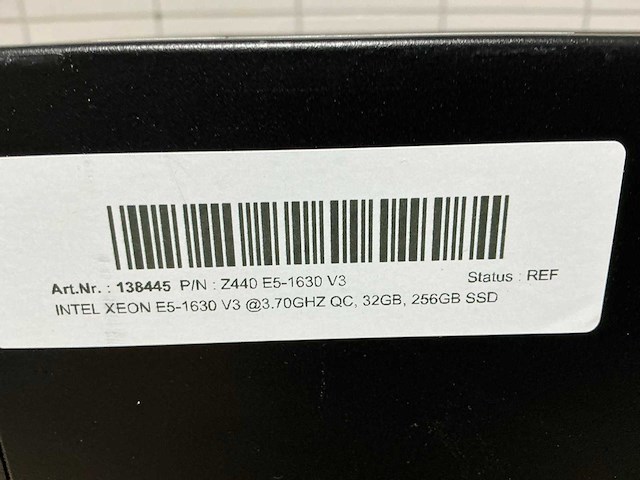 Art.Nr. : 138445 P/N : Z440 E5-1630 V3 Status : REF
INTEL XEON E5-1630 V3 @3.70GHZ QC, 32GB, 256GB SSD